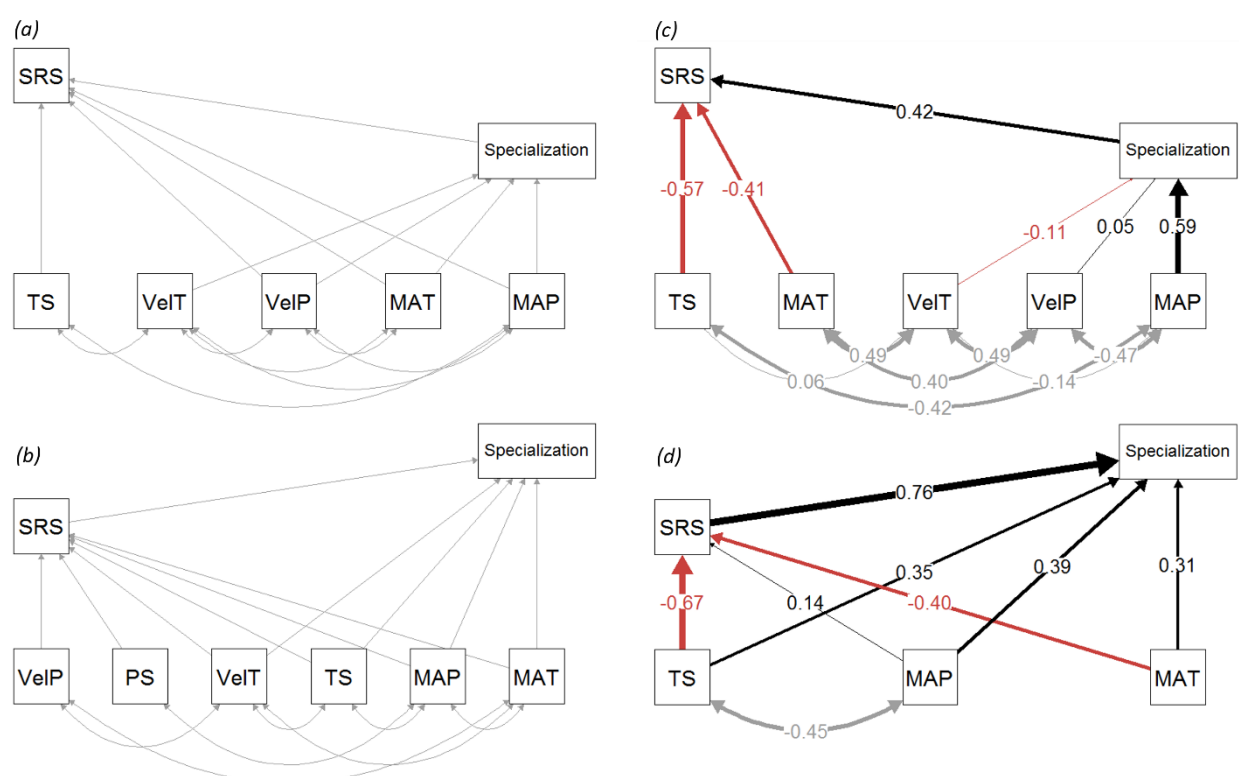 (a)
SRS
Specialization
TS
VelT
VelP
MAT
MAP
(b)
Specialization
SRS
VelP
PS
VelT
TS
MAP
MAT
(c)
SRS
0.42
Specialization
-0.57
-0.41
-0.11
0.05
0.59
TS
MAT
VelT
VelP
MAP
0.49
0.49
-0.47
0.06
0.40
-0.14
-0.42
(d)
Specialization
0.76
SRS
0.35
0.39
0.31
-0.67
0.14
-0.40
TS
MAP
MAT
-0.45